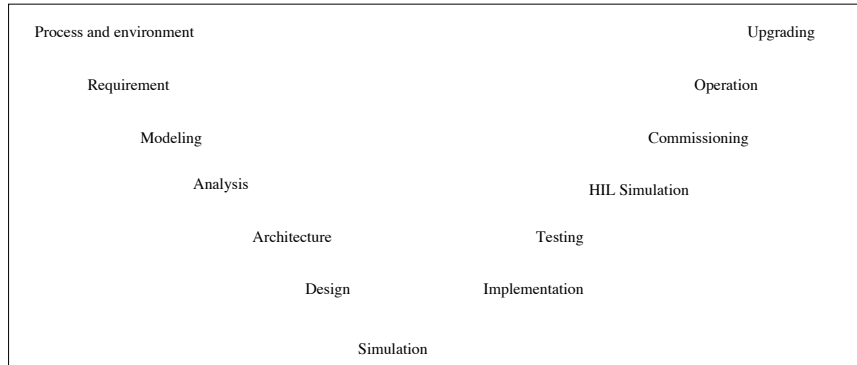 Process and environment
Upgrading
Requirement
Operation
Modeling
Commissioning
Analysis
HIL Simulation
Architecture
Testing
Design
Implementation
Simulation